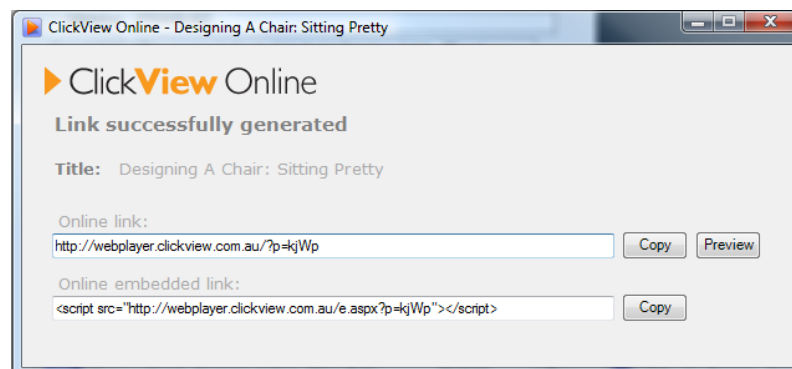 ClickView Online - Designing A Chair: Sitting Pretty
ClickView Online
Link successfully generated
Title: Designing A Chair: Sitting Pretty
Online link:
http://webplayer.clickview.com.au/?p=kjWp Copy Preview
Online embedded link:
<script src="http://webplayer.clickview.com.au/e.aspx?p=kjWp"></script> Copy